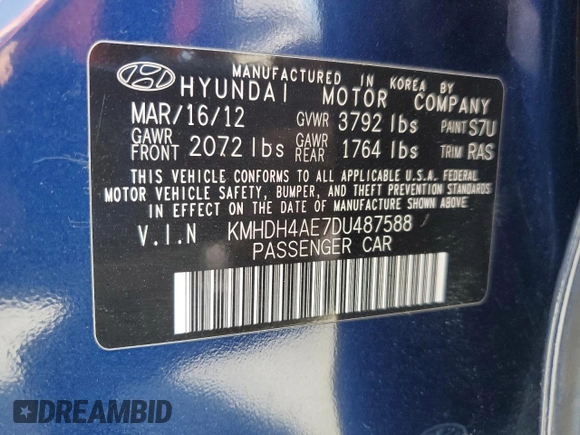 MANUFACTURED IN KOREA BY
HYUNDAI MOTOR COMPANY
MAR/16/12 GVWR 3792 lbs PAINT S7U
GAWR FRONT 2072 lbs GAWR REAR 1764 lbs TRIM RAS
THIS VEHICLE CONFORMS TO ALL APPLICABLE U.S.A. FEDERAL
MOTOR VEHICLE SAFETY, BUMPER, AND THEFT PREVENTION STANDARDS
IN EFFECT ON THE DATE OF MANUFACTURE SHOWN ABOVE.
V.I.N KMHDH4AE7DU487588
PASSENGER CAR
DREAMBID